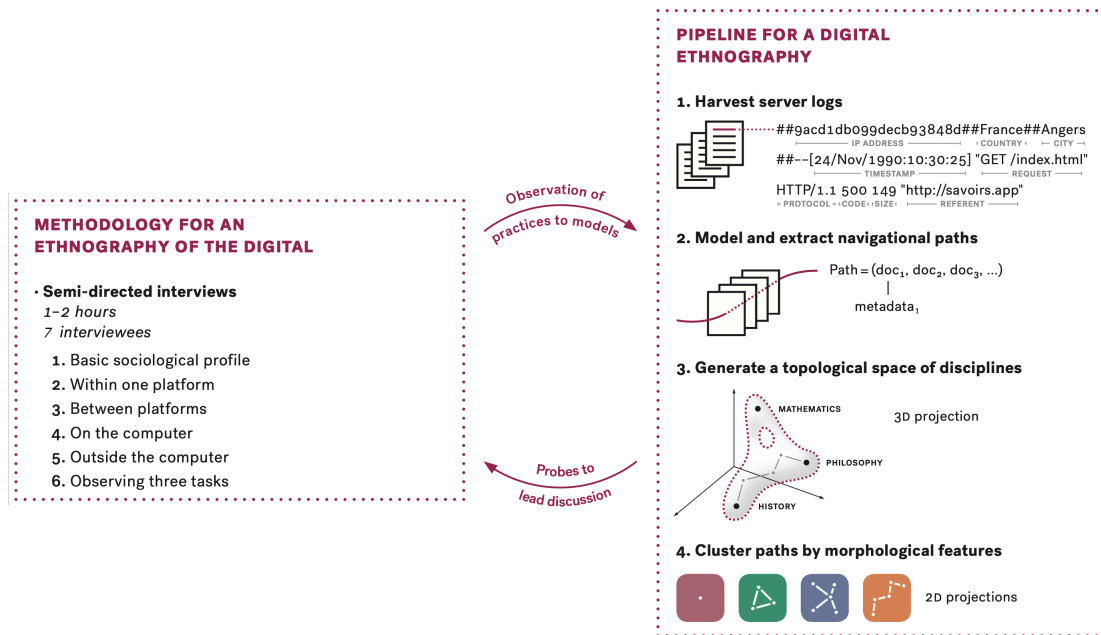 METHODOLOGY FOR AN
ETHNOGRAPHY OF THE DIGITAL
· Semi-directed interviews
1–2 hours
7 interviewees
1. Basic sociological profile
2. Within one platform
3. Between platforms
4. On the computer
5. Outside the computer
6. Observing three tasks
Observation of
practices to models
Probes to
lead discussion
PIPELINE FOR A DIGITAL
ETHNOGRAPHY
1. Harvest server logs
##9acd1db099decb93848d##France##Angers
IP ADDRESS COUNTRY CITY
##--[24/Nov/1990:10:30:25] "GET /index.html"
TIMESTAMP REQUEST
HTTP/1.1 500 149 "http://savoirs.app"
PROTOCOL CODE SIZE REFERENT
2. Model and extract navigational paths
Path = (doc₁, doc₂, doc₃, ...)
metadata₁
3. Generate a topological space of disciplines
MATHEMATICS
3D projection
PHILOSOPHY
HISTORY
4. Cluster paths by morphological features
2D projections